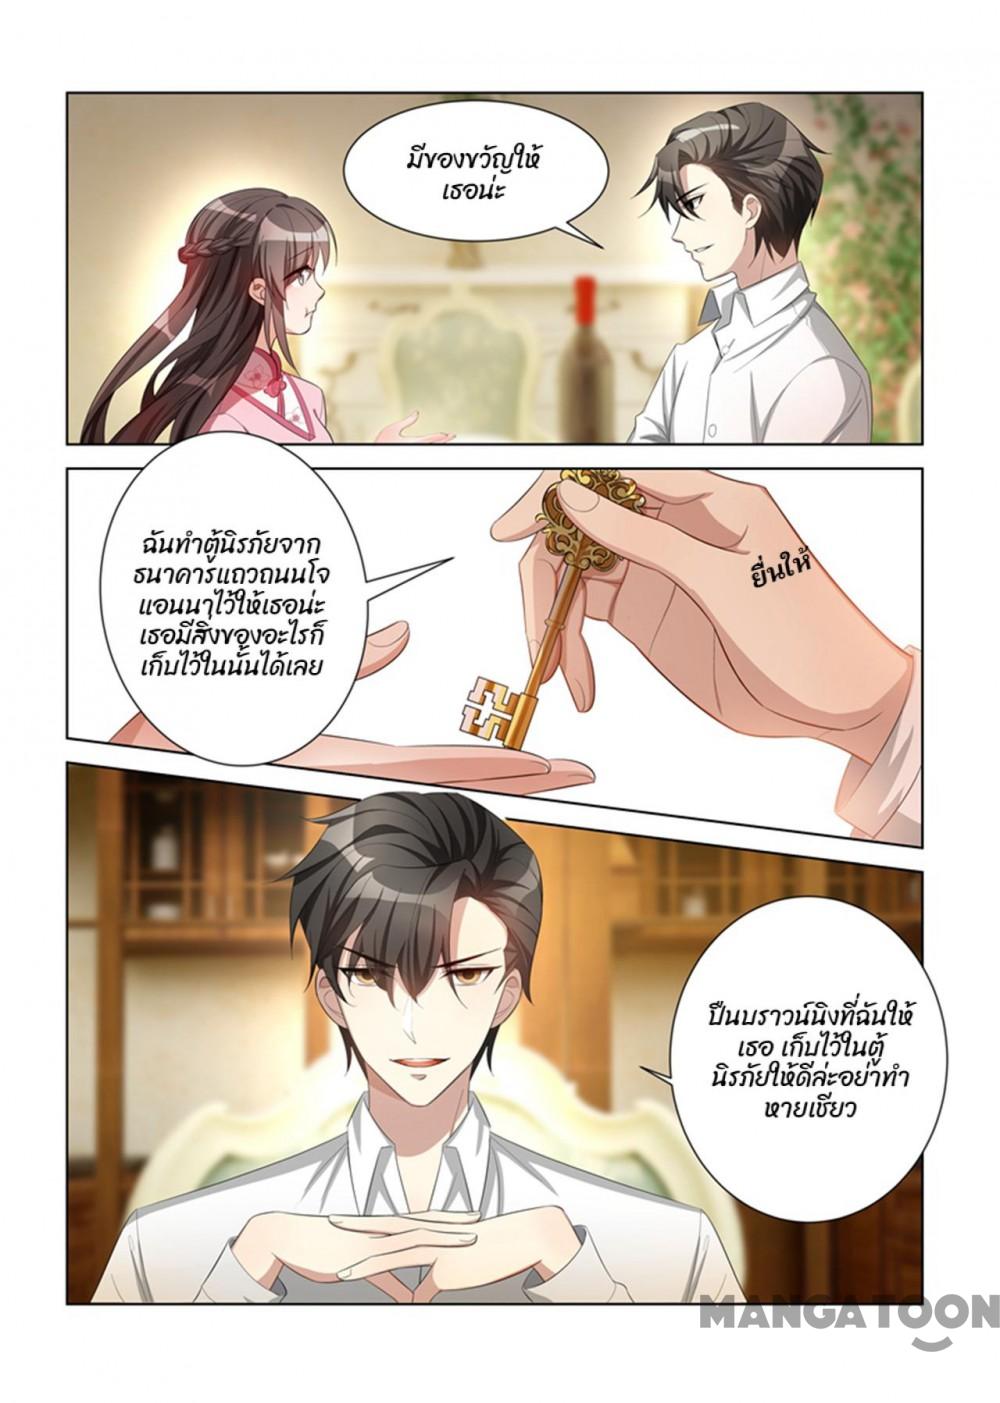 มีของขวัญให้
เธอน่ะ
ฉันทำตู้นิรภัยจาก
ธนาคารแถวถนนโจ
แอนนาไว้ให้เธอน่ะ
เธอมีสิ่งของอะไรก็
เก็บไว้ในนั้นได้เลย
ยื่นให้
ปืนบราวน์นิงที่ฉันให้
เธอ เก็บไว้ในตู้
นิรภัยให้ดีล่ะอย่าทำ
หายเชียว
MANGATOON